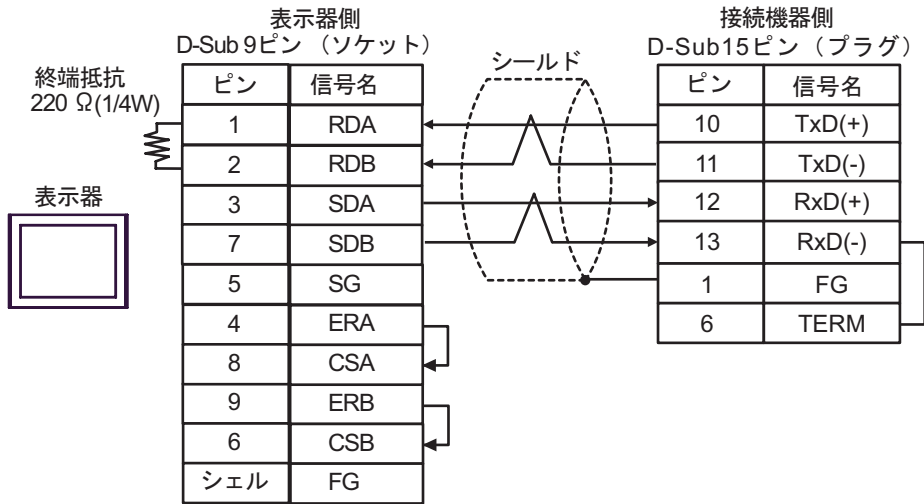 表示器側
D-Sub 9ピン （ソケット）
接続機器側
D-Sub15ピン（プラグ）
シールド
終端抵抗
220 Ω(1/4W)
表示器
ピン 信号名
1 RDA
2 RDB
3 SDA
7 SDB
5 SG
4 ERA
8 CSA
9 ERB
6 CSB
シェル FG
ピン 信号名
10 TxD(+)
11 TxD(-)
12 RxD(+)
13 RxD(-)
1 FG
6 TERM